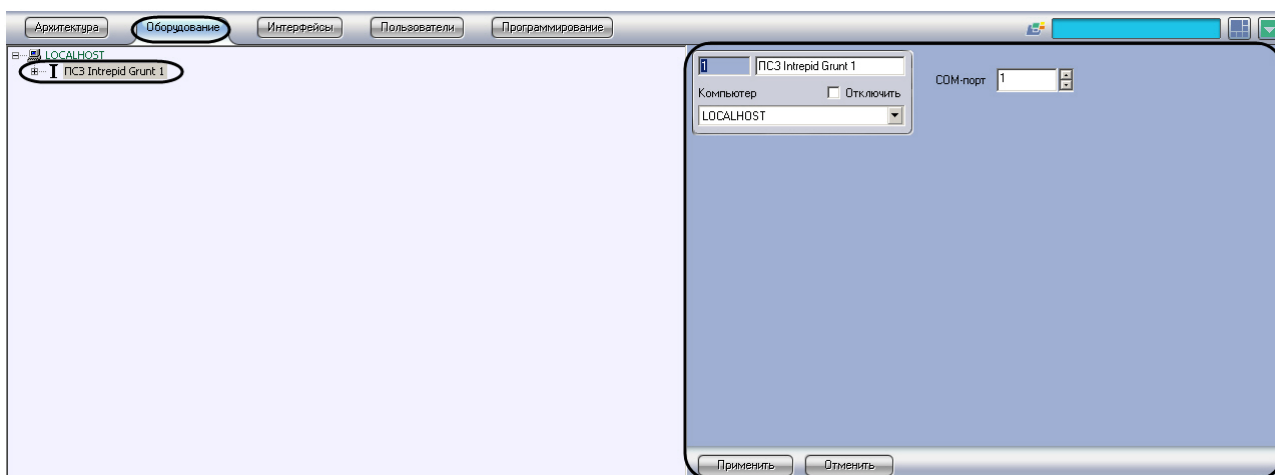 Архитектура Оборудование Интерфейсы Пользователи Программирование
LOCALHOST
ПСЗ Intrepid Grunt 1
1 ПСЗ Intrepid Grunt 1
Компьютер Отключить
LOCALHOST
COM-порт 1
Применить Отменить